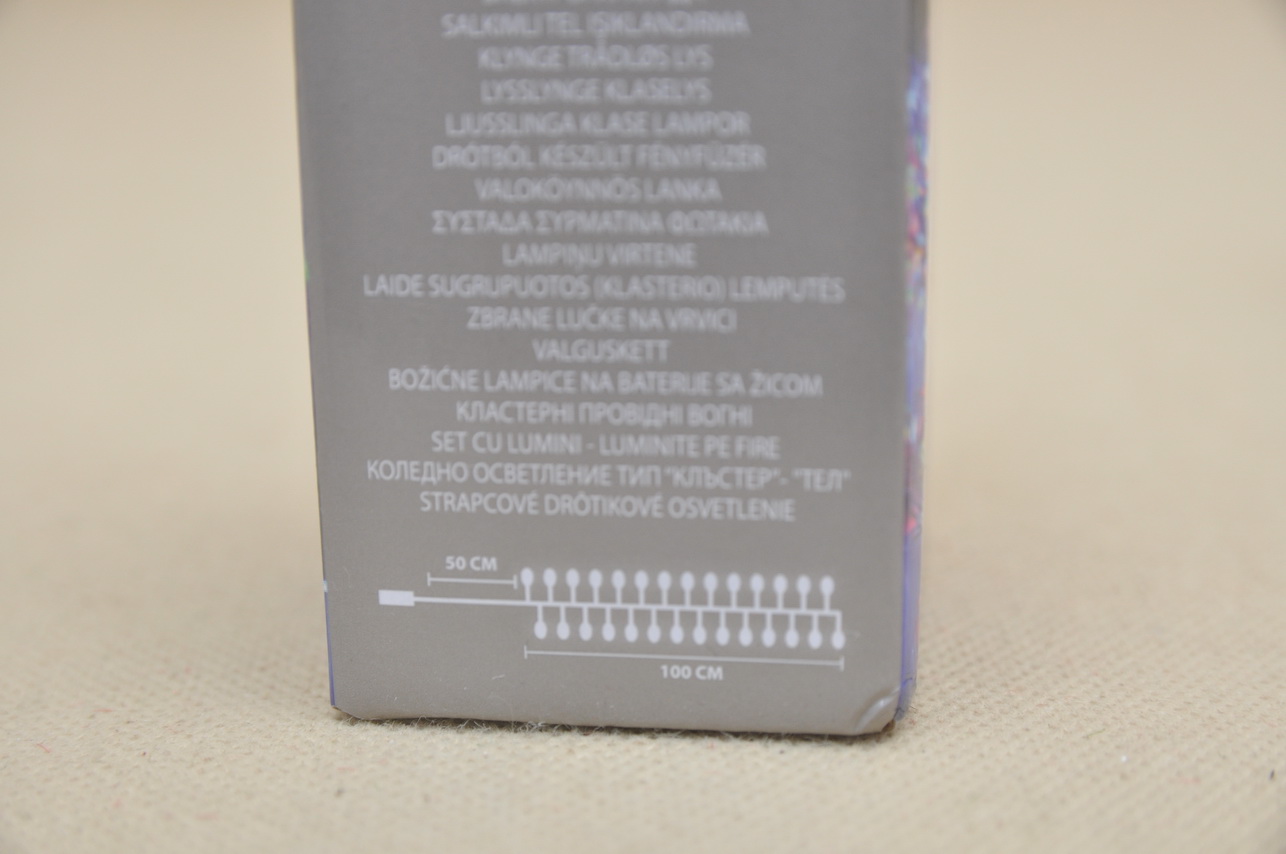 SALKIMLI TEL IŞIKLANDIRMA
KLYNGE TRÅDLØS LYS
LYSSLYNGE KLASELYS
LJUSSLINGA KLASE LAMPOR
DRÓTBÓL KÉSZÜLT FÉNYFÜZÉR
VALOKÖYNNÖS LANKA
ΣΥΣΤΑΔΑ ΣΥΡΜΑΤΙΝΑ ΦΩΤΑΚΙΑ
LAMPIŅU VIRTENE
LAIDE SUGRUPUOTOS (KLASTERIO) LEMPUTĖS
ZBRANE LUČKE NA VRVICI
VALGUSKETT
BOŽIĆNE LAMPICE NA BATERIJE SA ŽICOM
КЛАСТЕРНІ ПРОВІДНІ ВОГНІ
SET CU LUMINI - LUMINITE PE FIRE
КОЛЕДНО ОСВЕТЛЕНИЕ ТИП "КЛЪСТЕР"- "ТЕЛ"
STRAPCOVÉ DRÔTIKOVÉ OSVETLENIE
50 CM
100 CM